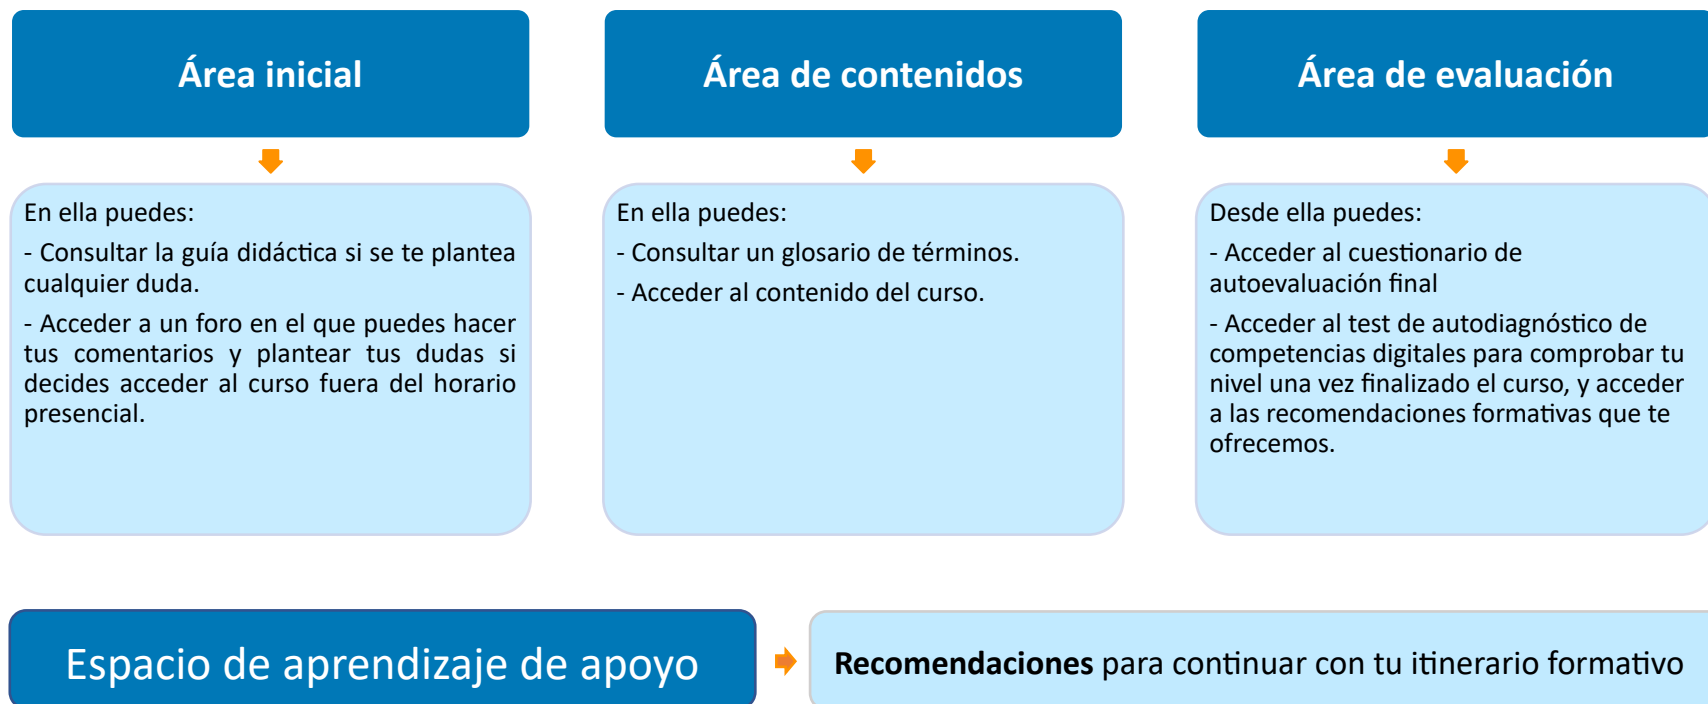 Área inicial
En ella puedes:
- Consultar la guía didáctica si se te plantea
cualquier duda.
- Acceder a un foro en el que puedes hacer
tus comentarios y plantear tus dudas si
decides acceder al curso fuera del horario
presencial.
Área de contenidos
En ella puedes:
- Consultar un glosario de términos.
- Acceder al contenido del curso.
Área de evaluación
Desde ella puedes:
- Acceder al cuestionario de
autoevaluación final
- Acceder al test de autodiagnóstico de
competencias digitales para comprobar tu
nivel una vez finalizado el curso, y acceder
a las recomendaciones formativas que te
ofrecemos.
Espacio de aprendizaje de apoyo
Recomendaciones para continuar con tu itinerario formativo